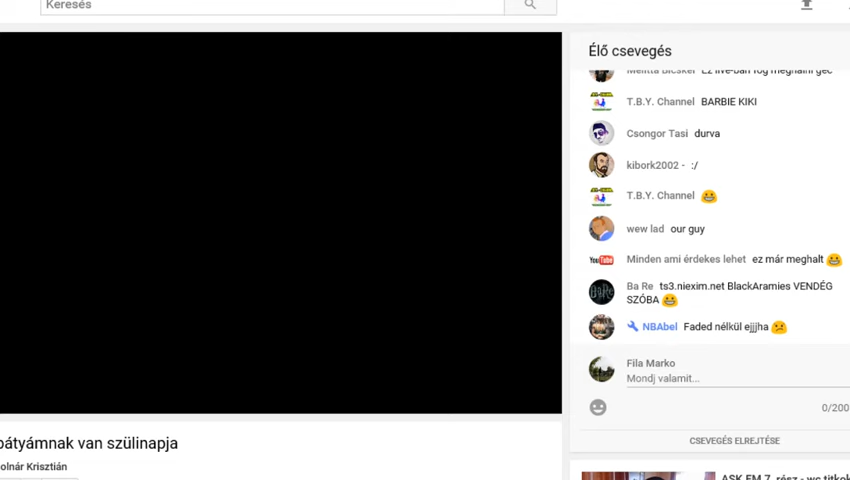 Keresés
Élő csevegés
Melitta Bicskei Ez live-ban fog meghalni gec
T.B.Y. Channel BARBIE KIKI
Csongor Tasi durva
kibork2002 - :/
T.B.Y. Channel 😬
wew lad our guy
Minden ami érdekes lehet ez már meghalt 😬
Ba Re ts3.niexim.net BlackAramies VENDÉG
SZÓBA 😬
NBAbel Faded nélkül ejjjha 😕
Fila Marko
Mondj valamit...
0/200
CSEVEGÉS ELREJTÉSE
bátyámnak van szülinapja
olnár Krisztián
ASK FM 7. rész - wc titkok